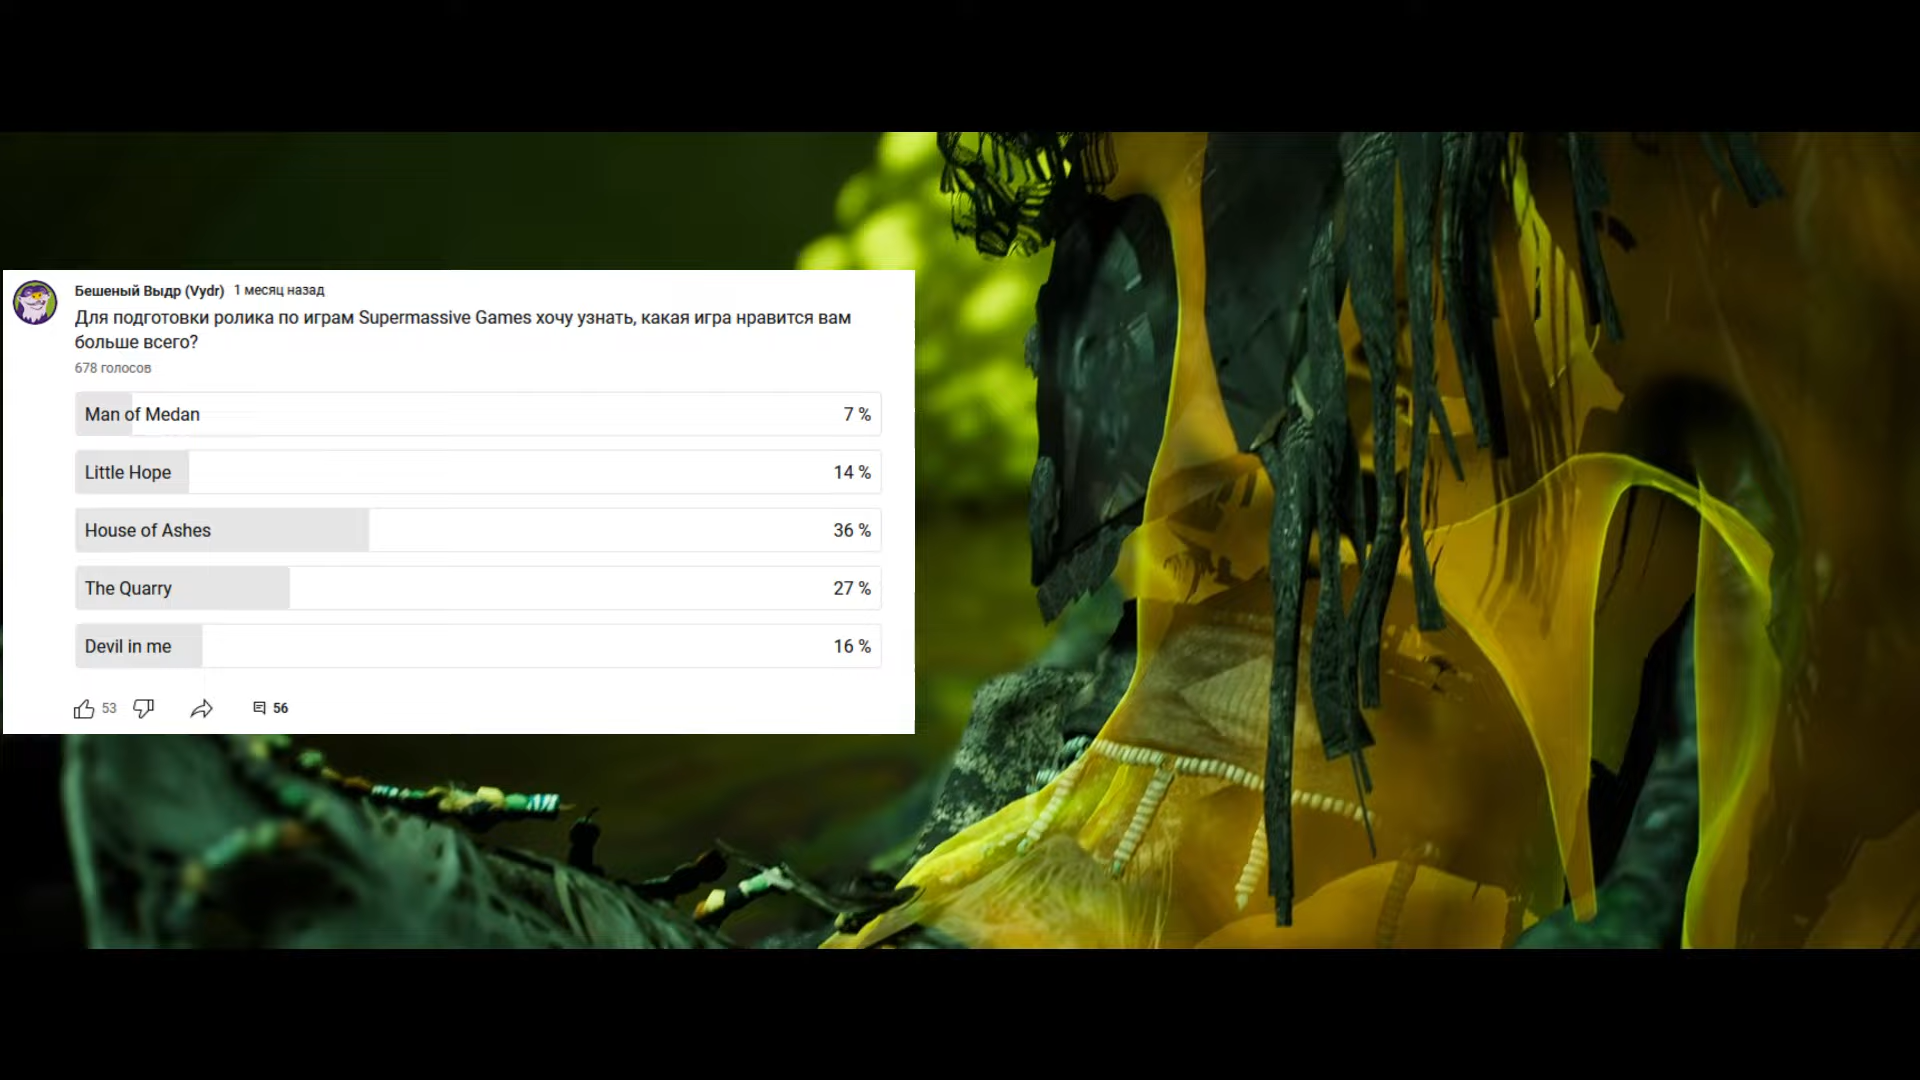 Бешеный Выдр (Vydr) 1 месяц назад
Для подготовки ролика по играм Supermassive Games хочу узнать, какая игра нравится вам
больше всего?
678 голосов
Man of Medan 7 %
Little Hope 14 %
House of Ashes 36 %
The Quarry 27 %
Devil in me 16 %
53 56